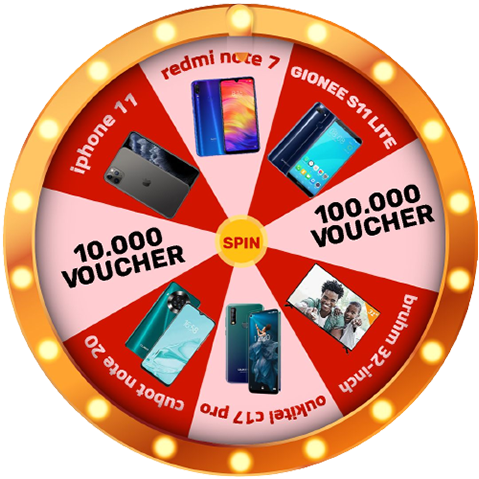 redmi note 7
GIONEE S11 LITE
100.000
VOUCHER
bruhm 32-inch
oukitel c17 pro
cubot note 20
10.000
VOUCHER
iphone 11
SPIN